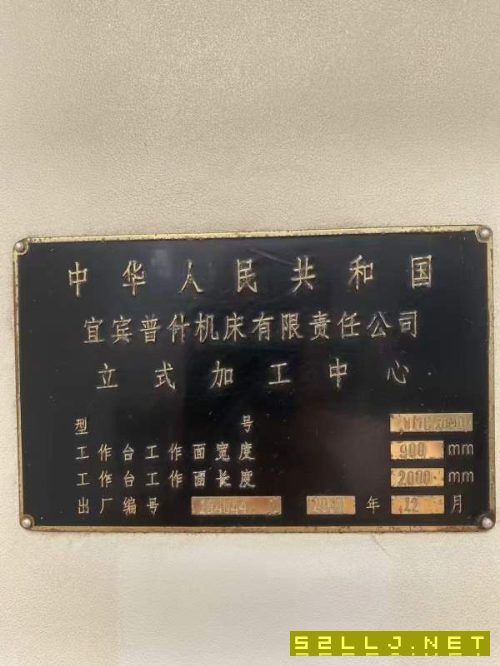 中华人民共和国
宜宾普什机床有限责任公司
立式加工中心
型号
工作台工作面宽度 900 mm
工作台工作面长度 2000 mm
出厂编号 年 12 月
52LLJ.NET